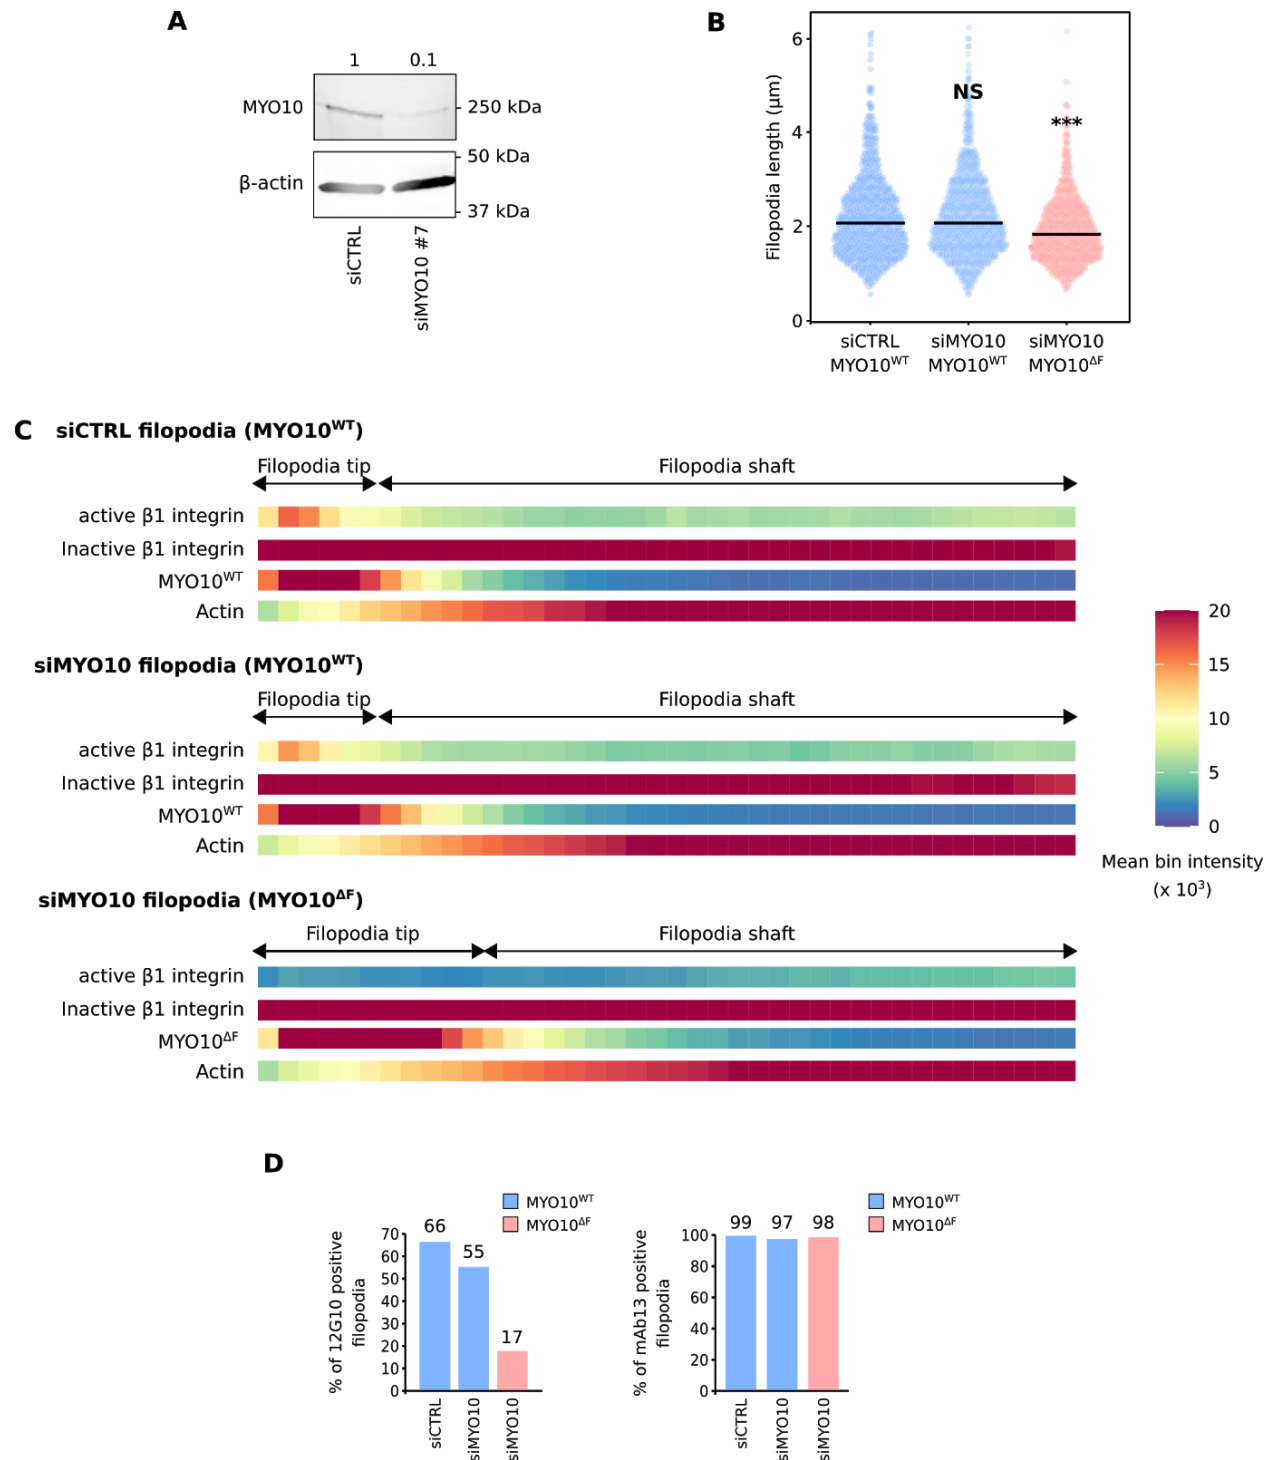 A
1 0.1
MYO10
250 kDa
50 kDa
β-actin
37 kDa
siCTRL
siMYO10 #7
B
Filopodia length (μm)
6
4
2
0
NS
***
siCTRL
MYO10WT
siMYO10
MYO10WT
siMYO10
MYO10ΔF
C
siCTRL filopodia (MYO10WT)
Filopodia tip
Filopodia shaft
active β1 integrin
Inactive β1 integrin
MYO10WT
Actin
siMYO10 filopodia (MYO10WT)
Filopodia tip
Filopodia shaft
active β1 integrin
Inactive β1 integrin
MYO10WT
Actin
siMYO10 filopodia (MYO10ΔF)
Filopodia tip
Filopodia shaft
active β1 integrin
Inactive β1 integrin
MYO10ΔF
Actin
20
15
10
5
0
Mean bin intensity
(x 10³)
D
MYO10WT
MYO10ΔF
% of 12G10 positive
filopodia
70
60
50
40
30
20
10
0
66
55
17
siCTRL
siMYO10
siMYO10
MYO10WT
MYO10ΔF
% of mAb13 positive
filopodia
100
80
60
40
20
0
99
97
98
siCTRL
siMYO10
siMYO10